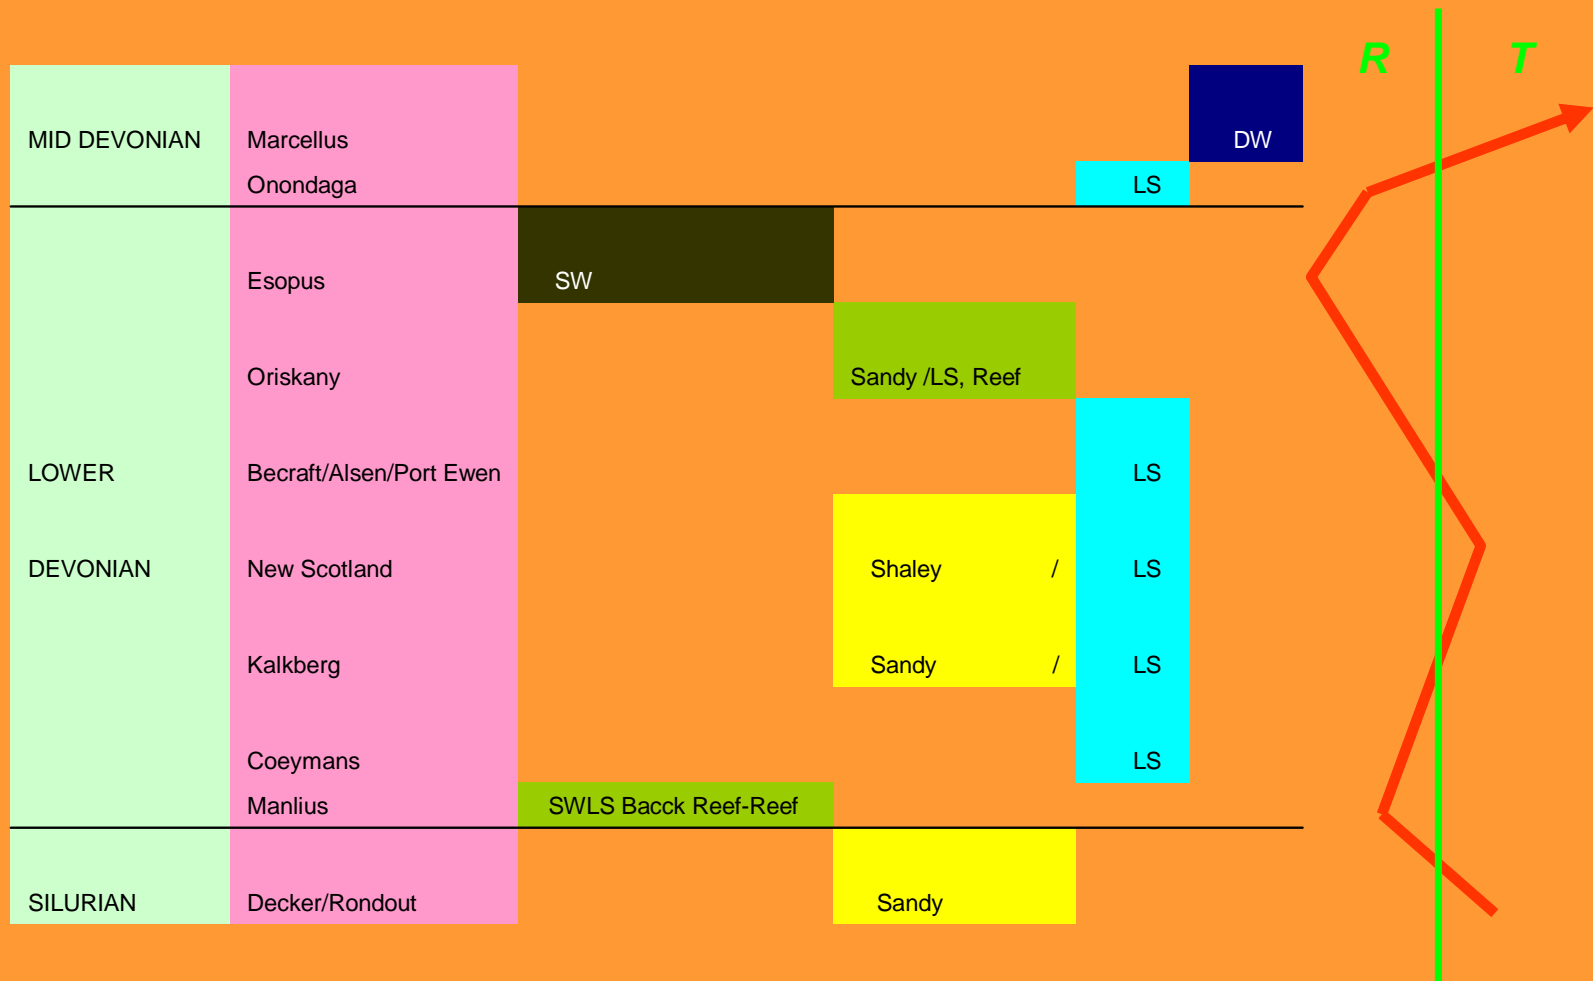 R T
MID DEVONIAN Marcellus DW
Onondaga LS
Esopus SW
Oriskany Sandy /LS, Reef
LOWER Becraft/Alsen/Port Ewen LS
DEVONIAN New Scotland Shaley / LS
Kalkberg Sandy / LS
Coeymans LS
Manlius SWLS Bacck Reef-Reef
SILURIAN Decker/Rondout Sandy